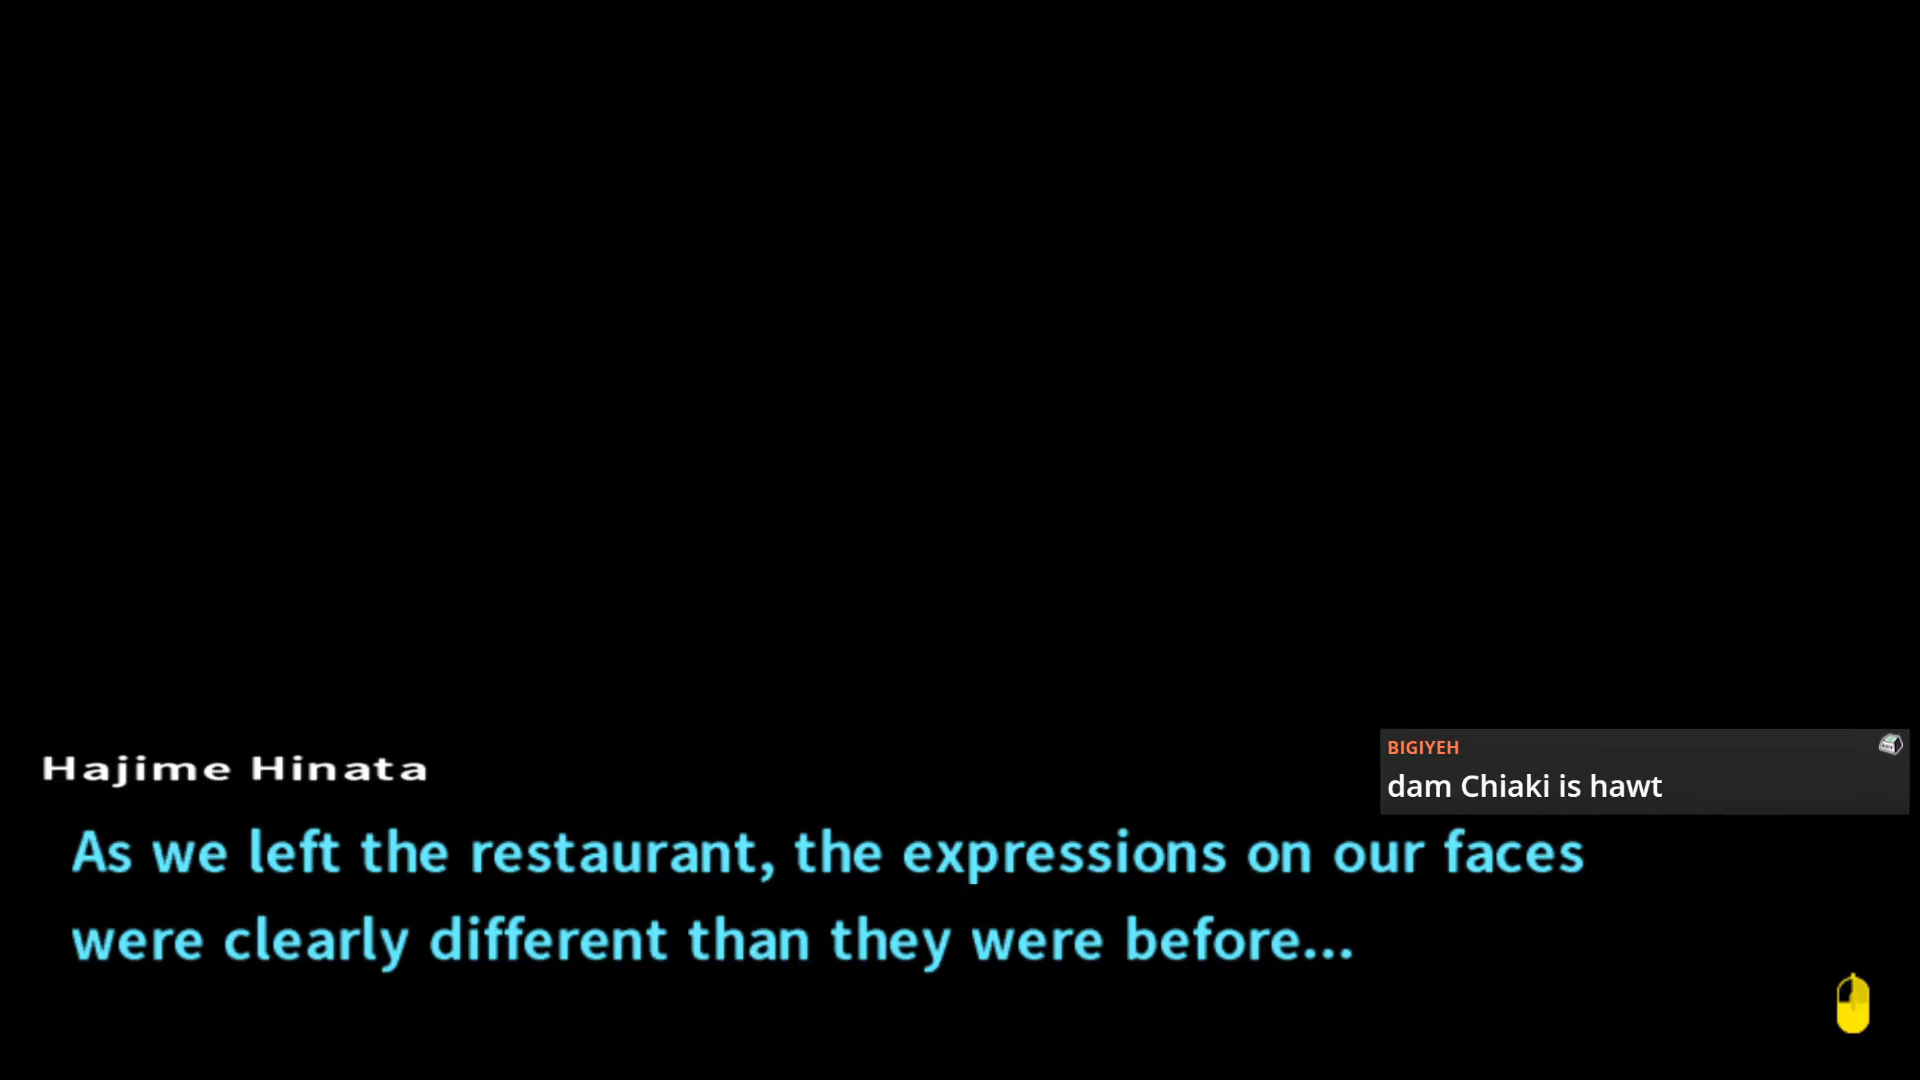 Hajime Hinata
BIGIYEH
dam Chiaki is hawt
As we left the restaurant, the expressions on our faces
were clearly different than they were before...